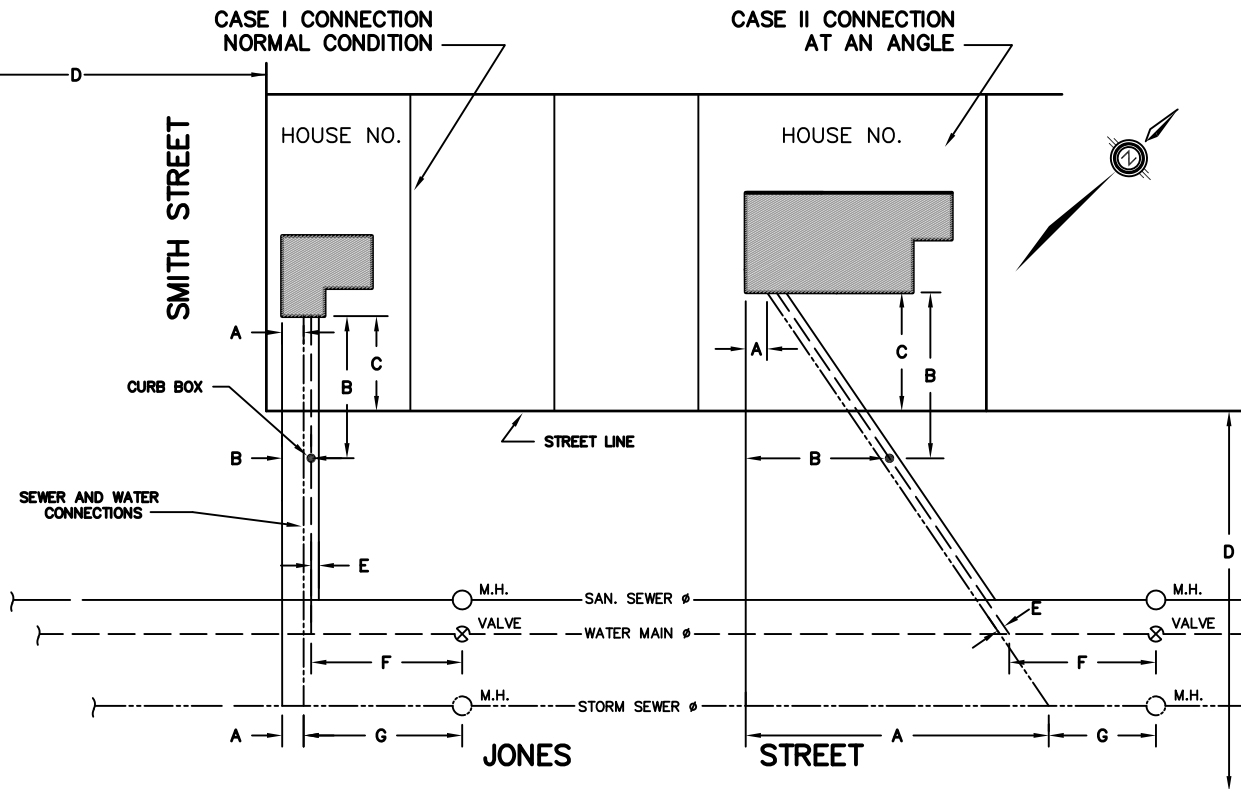 CASE I CONNECTION
NORMAL CONDITION
CASE II CONNECTION
AT AN ANGLE
D
SMITH STREET
HOUSE NO.
HOUSE NO.
N
A
B
C
A
C
B
CURB BOX
STREET LINE
B
B
SEWER AND WATER
CONNECTIONS
D
E
E
M.H.
SAN. SEWER ø
M.H.
VALVE
WATER MAIN ø
VALVE
F
F
M.H.
STORM SEWER ø
M.H.
A
G
A
G
JONES STREET